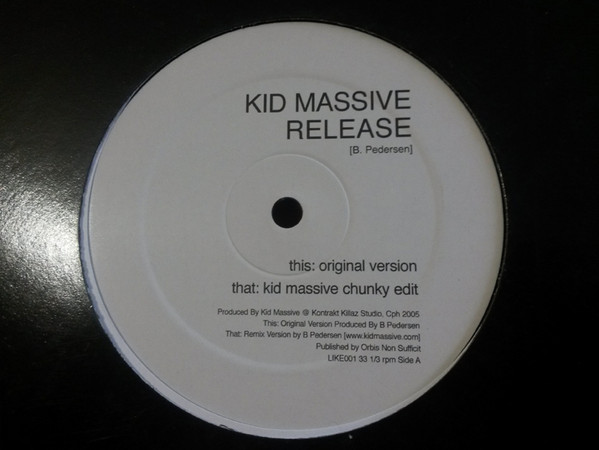 KID MASSIVE
RELEASE
[B. Pedersen]
this: original version
that: kid massive chunky edit
Produced By Kid Massive @ Kontrakt Killaz Studio, Cph 2005
This: Original Version Produced By B Pedersen
That: Remix Version by B Pedersen [www.kidmassive.com]
Published by Orbis Non Sufficit
LIKE001 33 1/3 rpm Side A